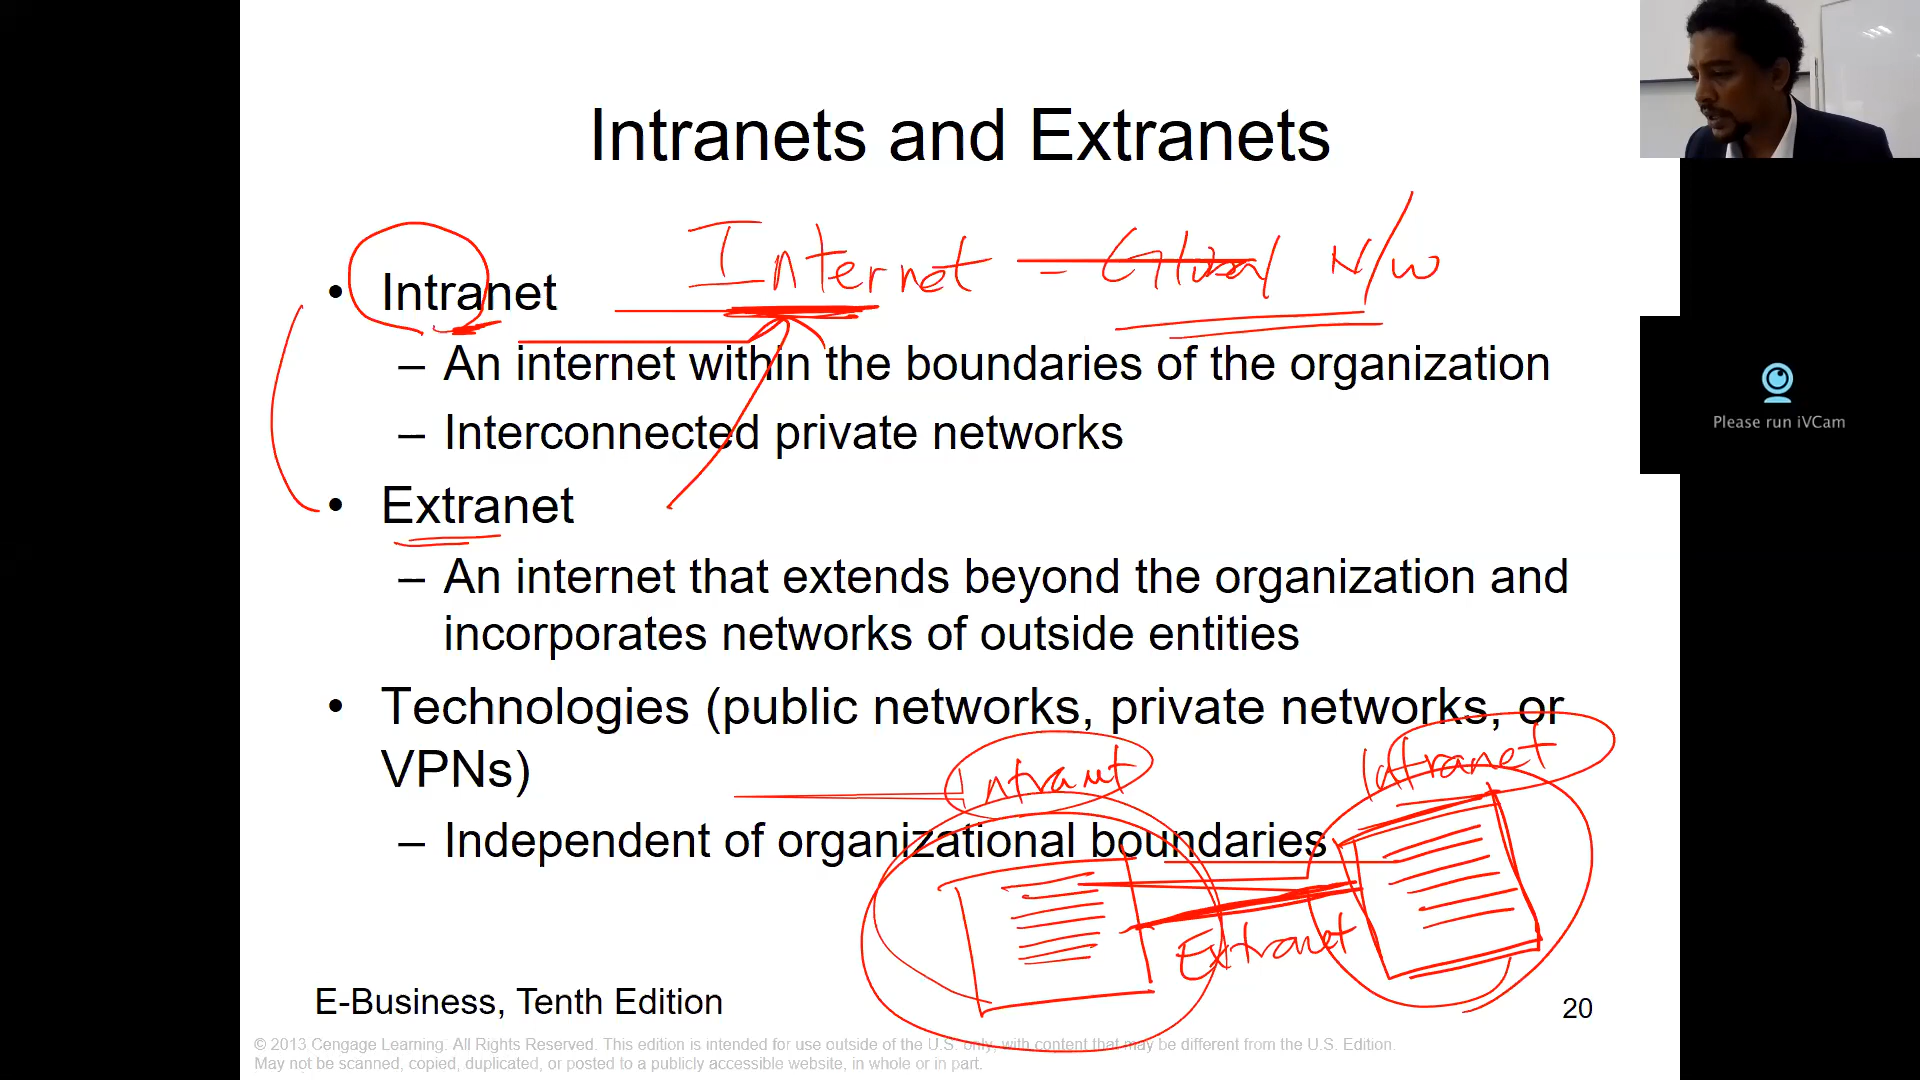 Intranets and Extranets
Internet - Global N/W
• Intranet
– An internet within the boundaries of the organization
– Interconnected private networks
• Extranet
– An internet that extends beyond the organization and
incorporates networks of outside entities
• Technologies (public networks, private networks, or
VPNs)
Intranet
Intranet
– Independent of organizational boundaries
Extranet
E-Business, Tenth Edition
20
© 2013 Cengage Learning. All Rights Reserved. This edition is intended for use outside of the U.S. only, with content that may be different from the U.S. Edition.
May not be scanned, copied, duplicated, or posted to a publicly accessible website, in whole or in part.
Please run iVCam